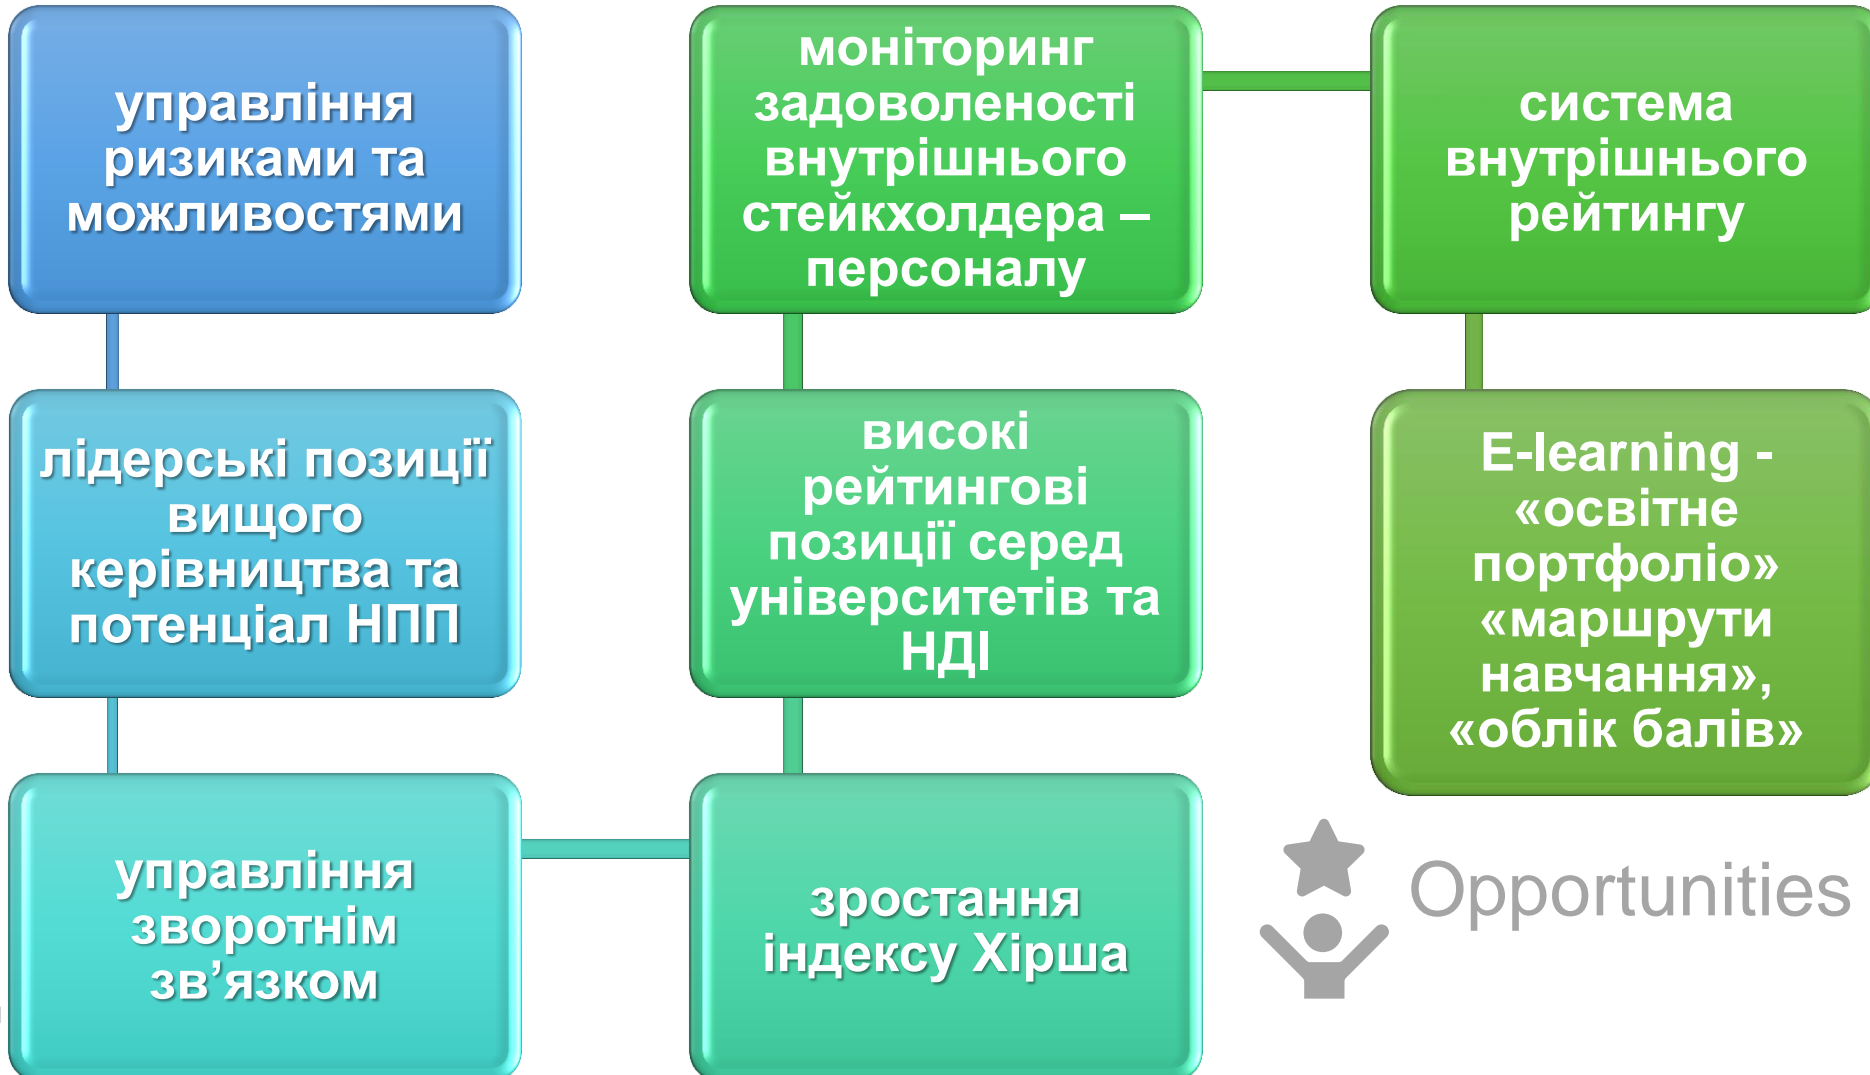 управління
ризиками та
можливостями
лідерські позиції
вищого
керівництва та
потенціал НПП
управління
зворотнім
зв’язком
зростання
індексу Хірша
високі
рейтингові
позиції серед
університетів та
НДІ
моніторинг
задоволеності
внутрішнього
стейкхолдера –
персоналу
система
внутрішнього
рейтингу
E-learning -
«освітне
портфоліо»
«маршрути
навчання»,
«облік балів»
Opportunities